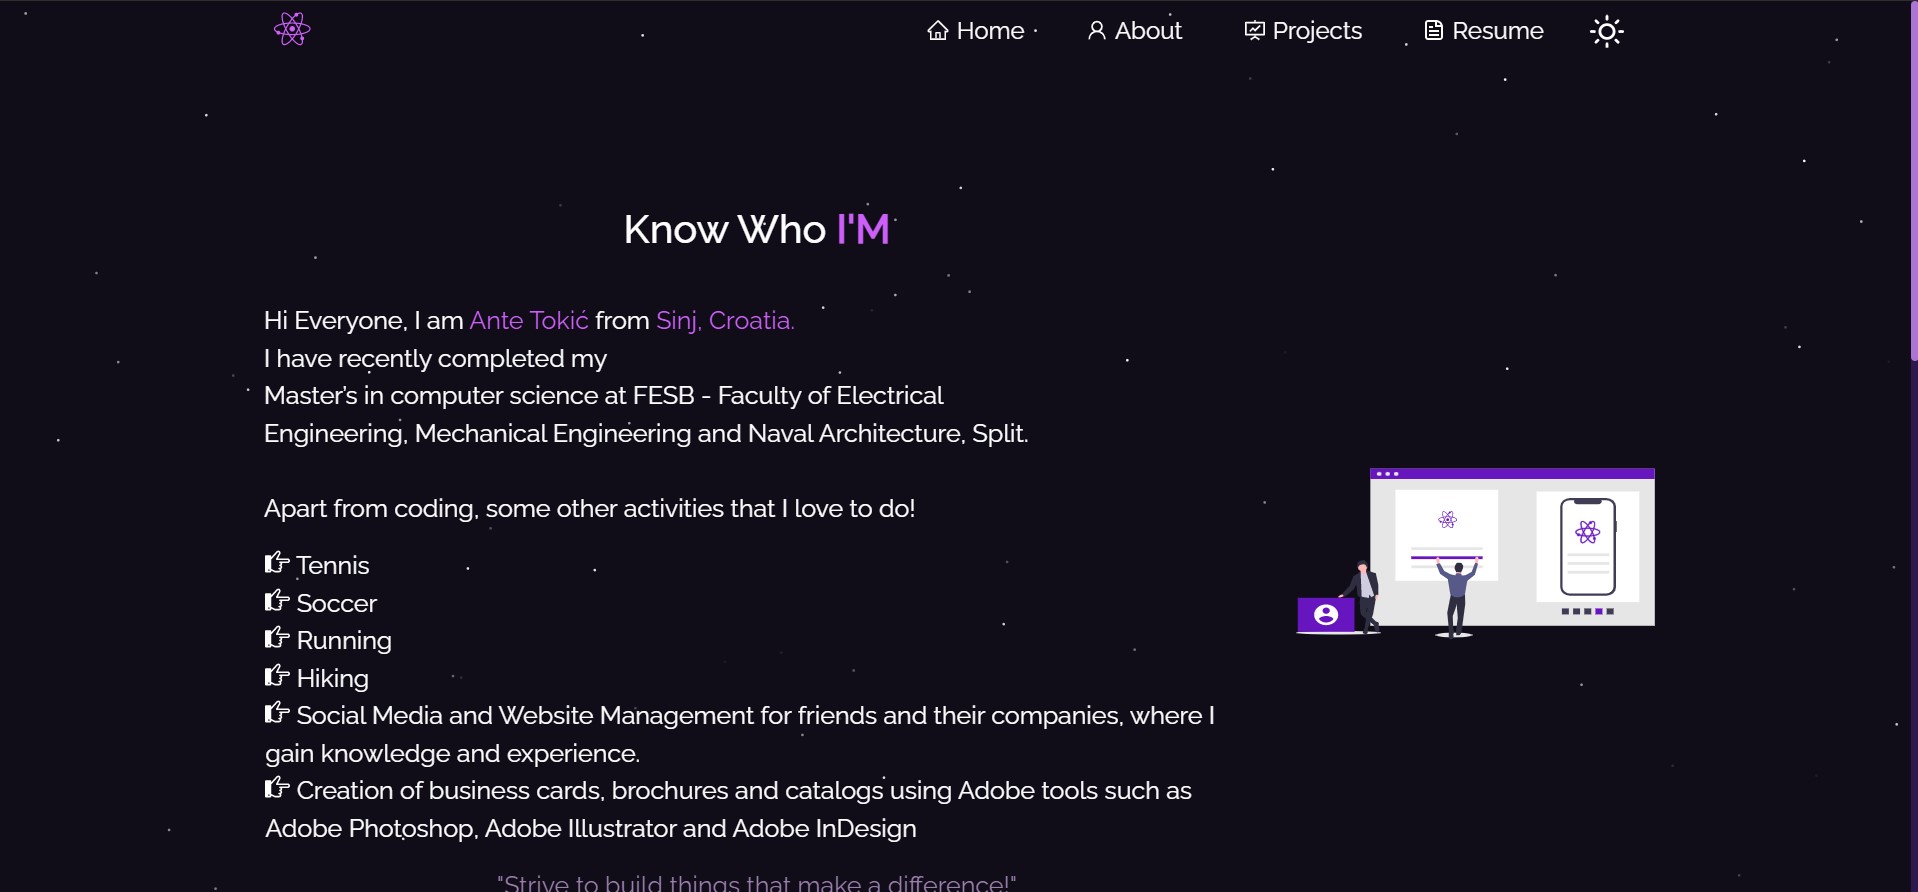 Home About Projects Resume
Know Who I'M
Hi Everyone, I am Ante Tokić from Sinj, Croatia.
I have recently completed my
Master's in computer science at FESB - Faculty of Electrical
Engineering, Mechanical Engineering and Naval Architecture, Split.
Apart from coding, some other activities that I love to do!
Tennis
Soccer
Running
Hiking
Social Media and Website Management for friends and their companies, where I
gain knowledge and experience.
Creation of business cards, brochures and catalogs using Adobe tools such as
Adobe Photoshop, Adobe Illustrator and Adobe InDesign
"Strive to build things that make a difference!"